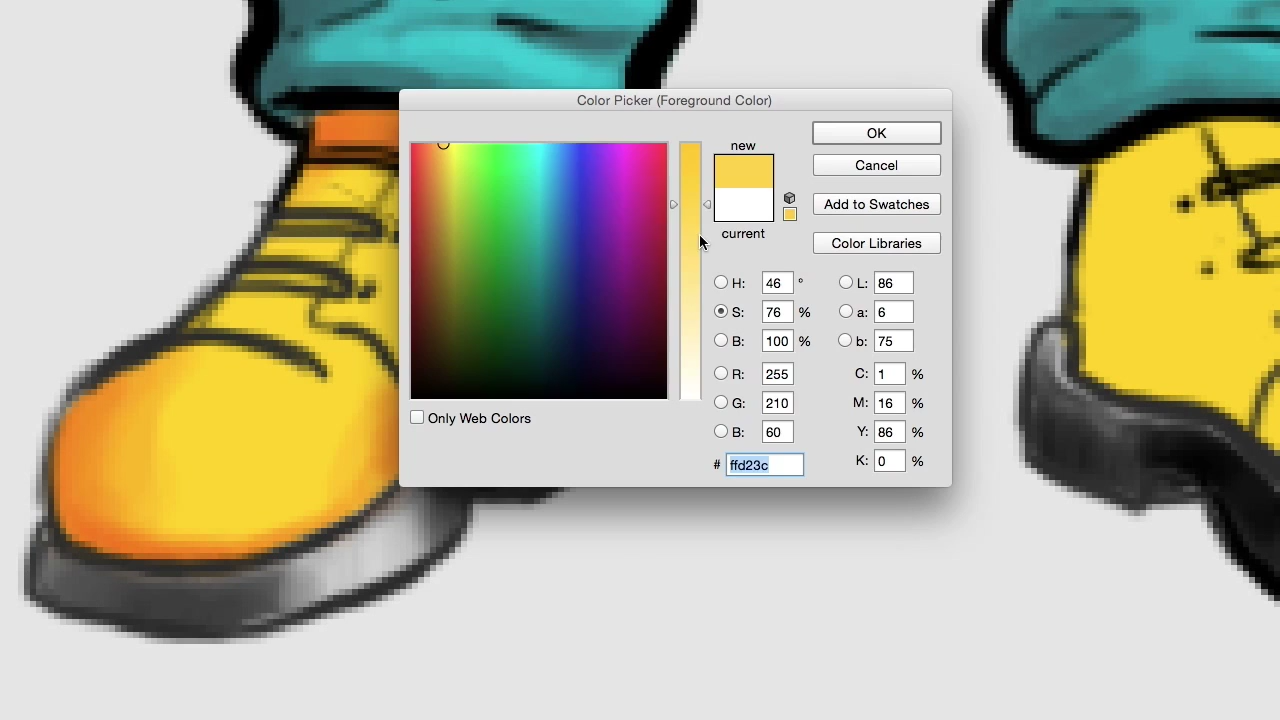 Color Picker (Foreground Color)
new
current
OK
Cancel
Add to Swatches
Color Libraries
H: 46 °
S: 76 %
B: 100 %
R: 255
G: 210
B: 60
# ffd23c
L: 86
a: 6
b: 75
C: 1 %
M: 16 %
Y: 86 %
K: 0 %
Only Web Colors